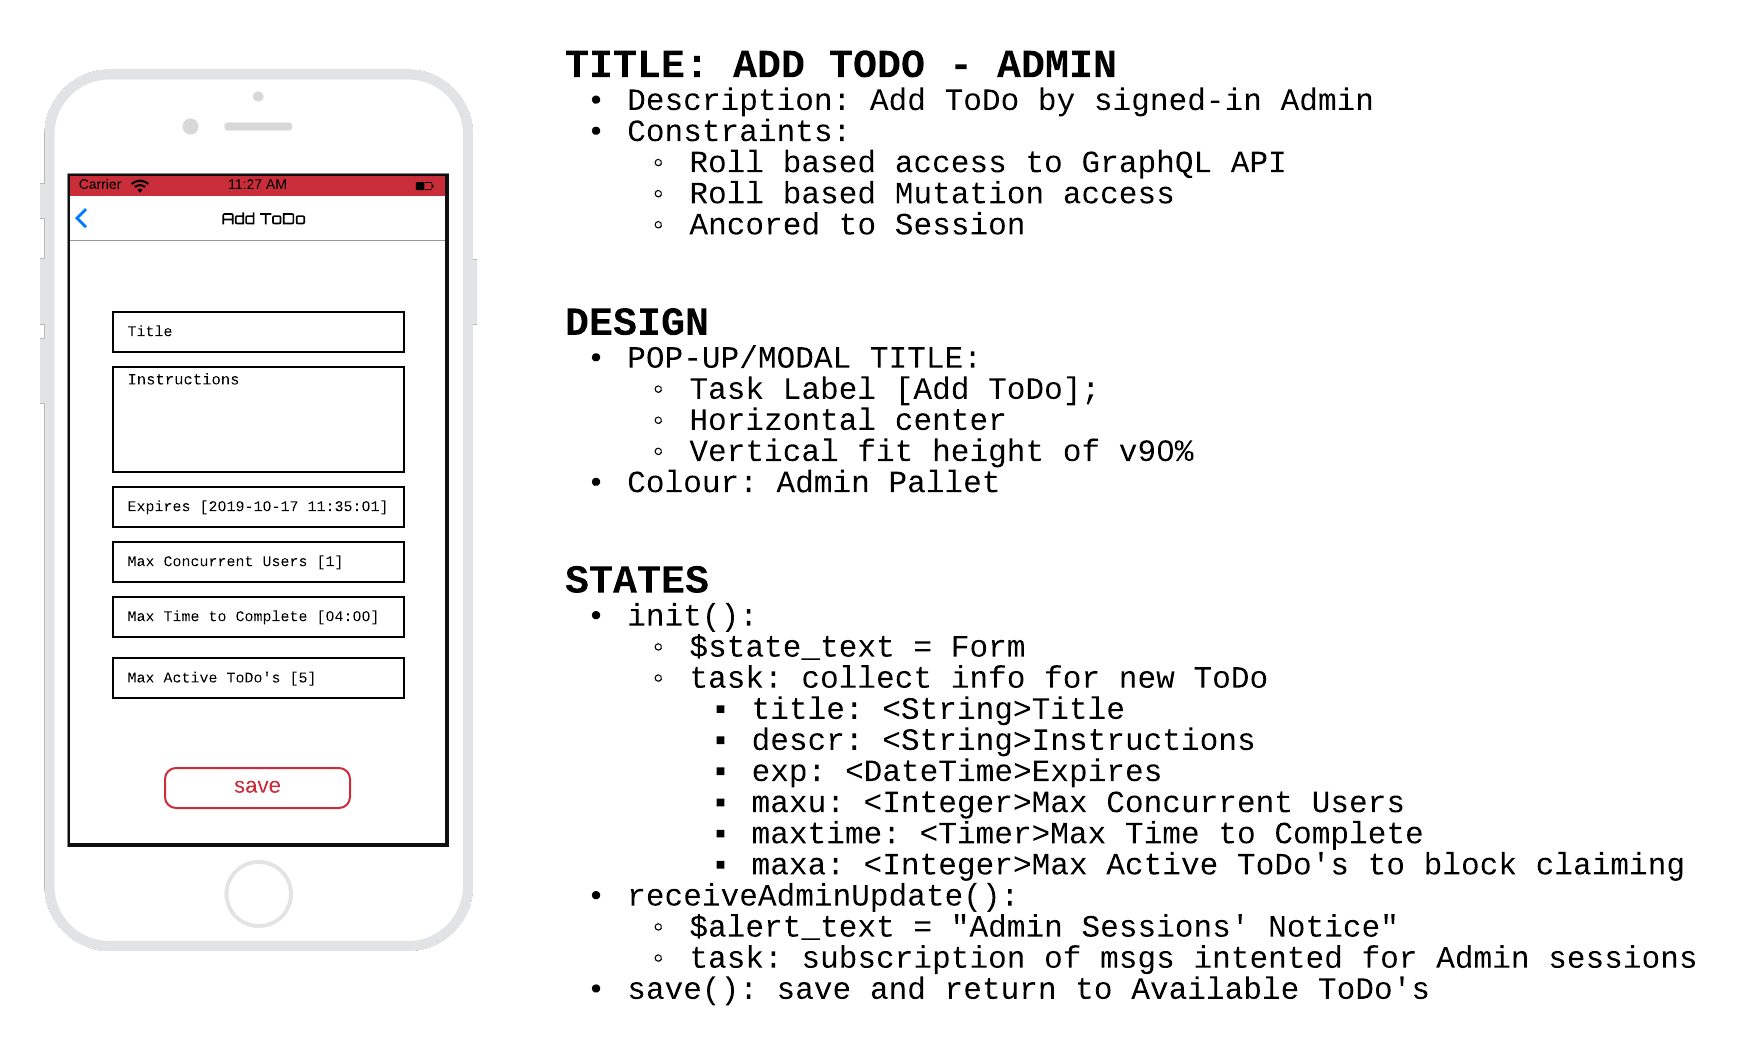 Carrier 11:27 AM
Add ToDo
Title
Instructions
Expires [2019-10-17 11:35:01]
Max Concurrent Users [1]
Max Time to Complete [04:00]
Max Active ToDo's [5]
save
TITLE: ADD TODO - ADMIN
• Description: Add ToDo by signed-in Admin
• Constraints:
◦ Roll based access to GraphQL API
◦ Roll based Mutation access
◦ Ancored to Session
DESIGN
• POP-UP/MODAL TITLE:
◦ Task Label [Add ToDo];
◦ Horizontal center
◦ Vertical fit height of v90%
• Colour: Admin Pallet
STATES
• init():
◦ $state_text = Form
◦ task: collect info for new ToDo
▪ title: <String>Title
▪ descr: <String>Instructions
▪ exp: <DateTime>Expires
▪ maxu: <Integer>Max Concurrent Users
▪ maxtime: <Timer>Max Time to Complete
▪ maxa: <Integer>Max Active ToDo's to block claiming
• receiveAdminUpdate():
◦ $alert_text = "Admin Sessions' Notice"
◦ task: subscription of msgs intented for Admin sessions
• save(): save and return to Available ToDo's